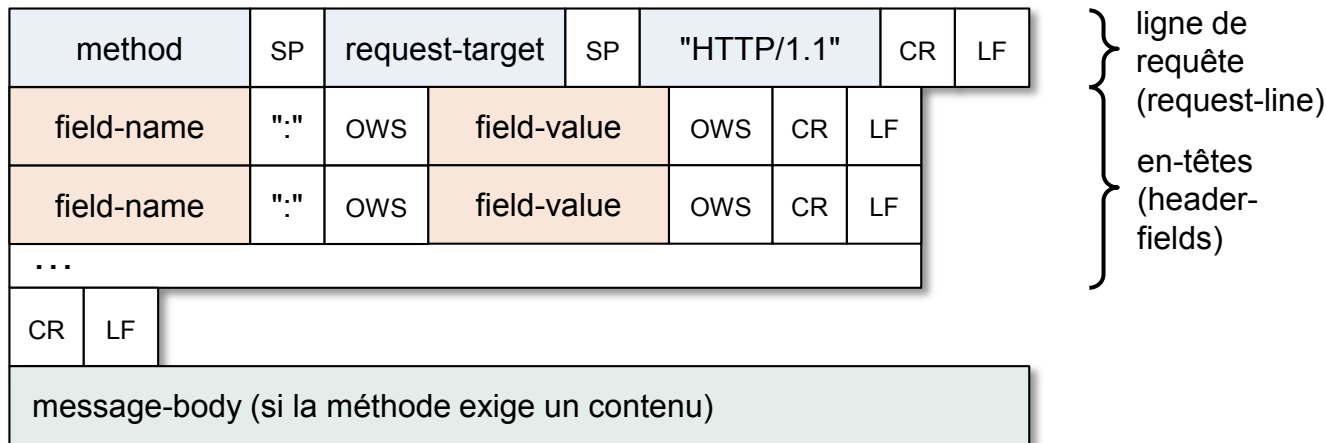 method SP request-target SP "HTTP/1.1" CR LF
field-name ":" OWS field-value OWS CR LF
field-name ":" OWS field-value OWS CR LF
...
CR LF
message-body (si la méthode exige un contenu)
ligne de
requête
(request-line)
en-têtes
(header-
fields)